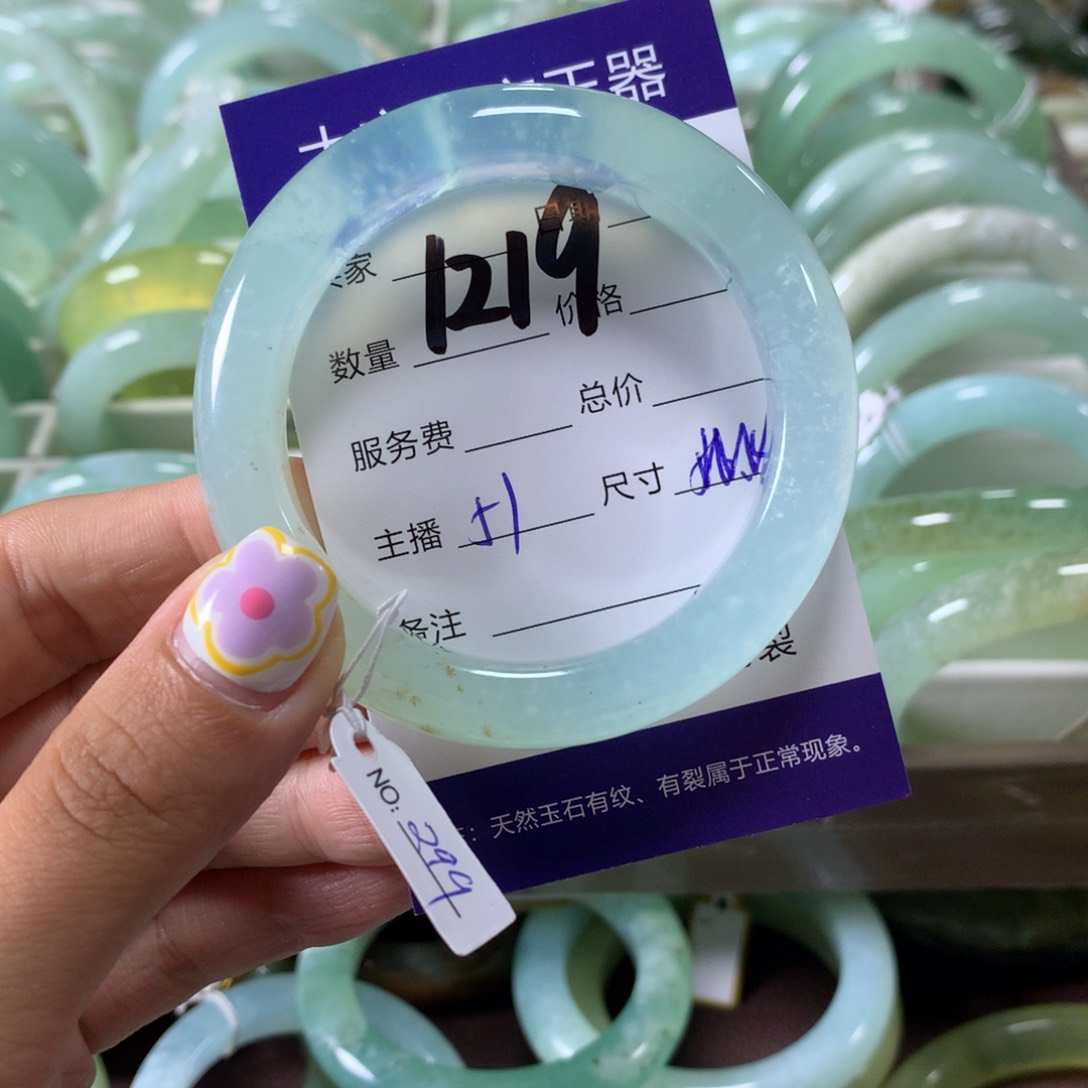 玉器
家
1219
数量 价格
服务费 总价
主播 51 尺寸
备注
裂
：天然玉石有纹、有裂属于正常现象。
NO: 299